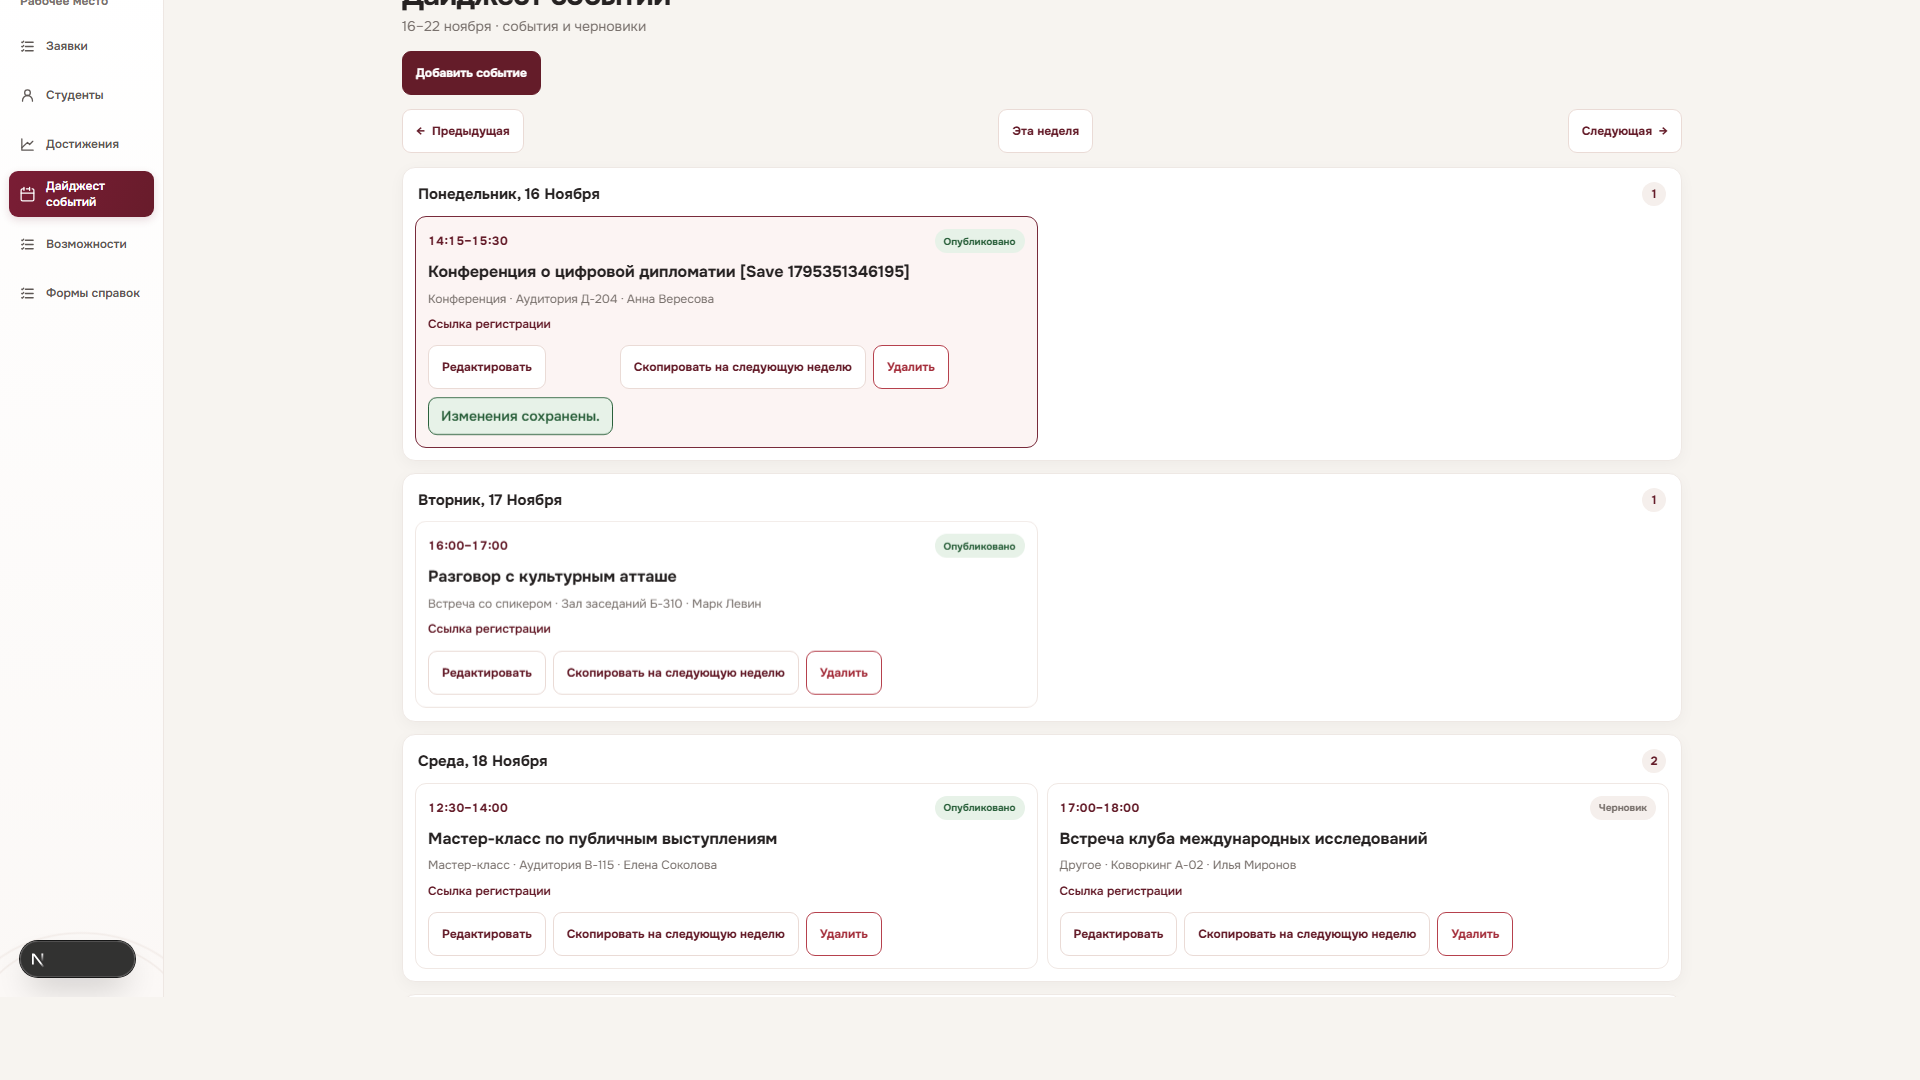 Рабочее место
Заявки
Студенты
Достижения
Дайджест
событий
Возможности
Формы справок
Дайджест событий
16–22 ноября · события и черновики
Добавить событие
← Предыдущая
Эта неделя
Следующая →
Понедельник, 16 Ноября
1
14:15–15:30
Опубликовано
Конференция о цифровой дипломатии [Save 1795351346195]
Конференция · Аудитория Д-204 · Анна Вересова
Ссылка регистрации
Редактировать
Скопировать на следующую неделю
Удалить
Изменения сохранены.
Вторник, 17 Ноября
1
16:00–17:00
Опубликовано
Разговор с культурным атташе
Встреча со спикером · Зал заседаний Б-310 · Марк Левин
Ссылка регистрации
Редактировать
Скопировать на следующую неделю
Удалить
Среда, 18 Ноября
2
12:30–14:00
Опубликовано
Мастер-класс по публичным выступлениям
Мастер-класс · Аудитория В-115 · Елена Соколова
Ссылка регистрации
Редактировать
Скопировать на следующую неделю
Удалить
17:00–18:00
Черновик
Встреча клуба международных исследований
Другое · Коворкинг А-02 · Илья Миронов
Ссылка регистрации
Редактировать
Скопировать на следующую неделю
Удалить
N